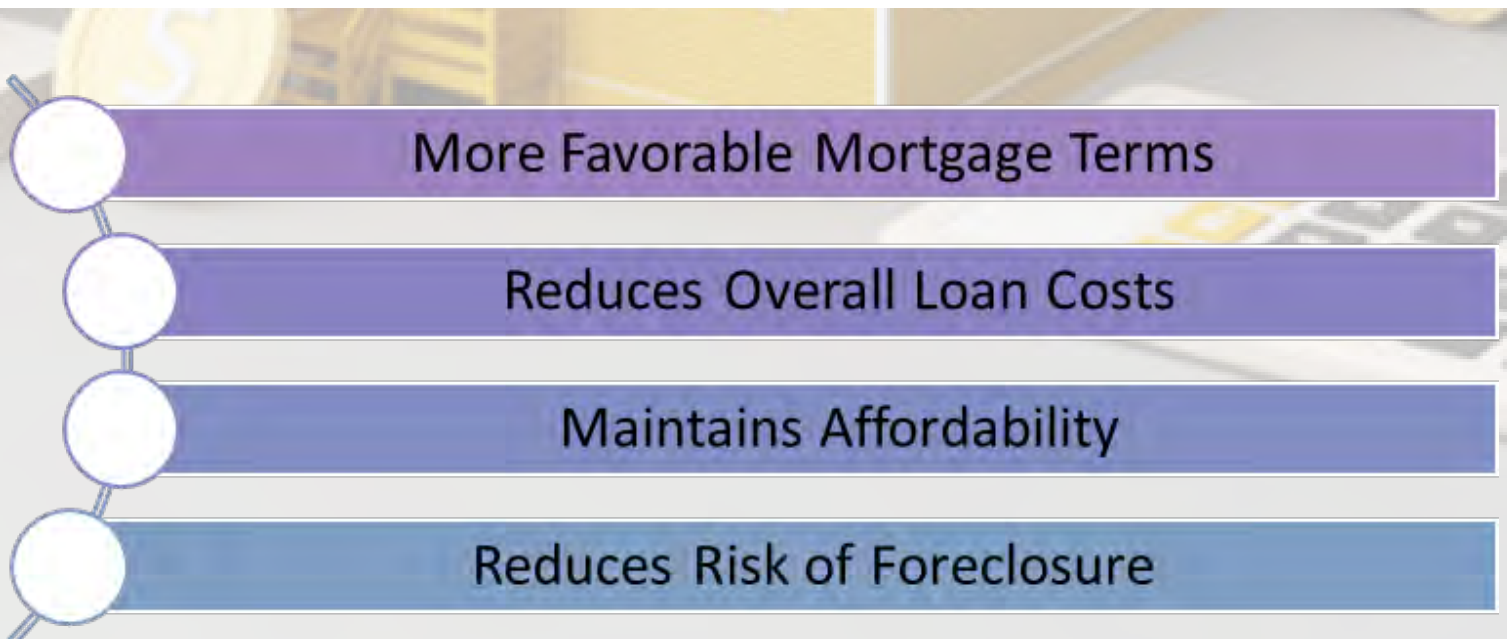 More Favorable Mortgage Terms
Reduces Overall Loan Costs
Maintains Affordability
Reduces Risk of Foreclosure